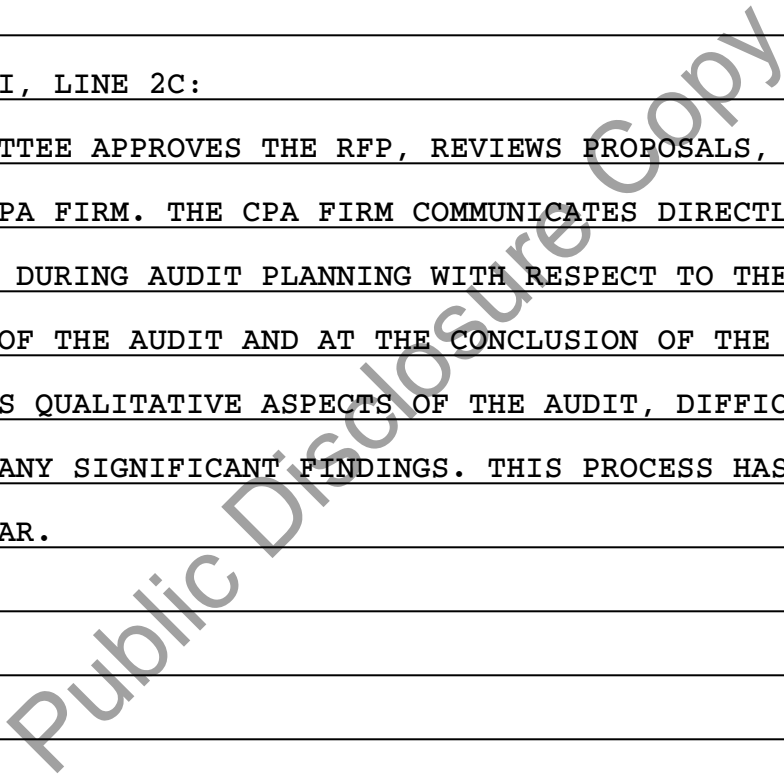 I, LINE 2C:
TTEE APPROVES THE RFP, REVIEWS PROPOSALS,
PA FIRM. THE CPA FIRM COMMUNICATES DIRECTL
DURING AUDIT PLANNING WITH RESPECT TO THE
OF THE AUDIT AND AT THE CONCLUSION OF THE
S QUALITATIVE ASPECTS OF THE AUDIT, DIFFIC
ANY SIGNIFICANT FINDINGS. THIS PROCESS HAS
AR.
Public Disclosure Copy